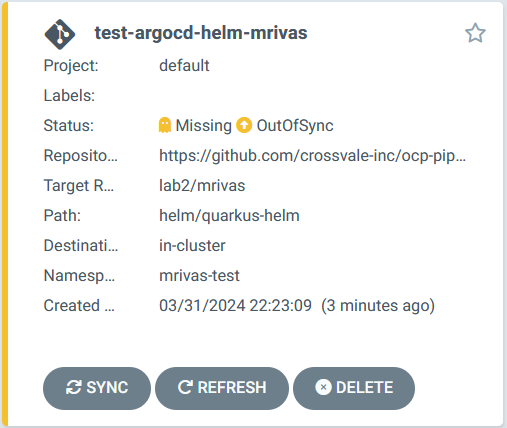 test-argocd-helm-mrivas
Project: default
Labels:
Status: Missing OutOfSync
Reposito... https://github.com/crossvale-inc/ocp-pip...
Target R... lab2/mrivas
Path: helm/quarkus-helm
Destinati... in-cluster
Namesp... mrivas-test
Created ... 03/31/2024 22:23:09 (3 minutes ago)
SYNC REFRESH DELETE